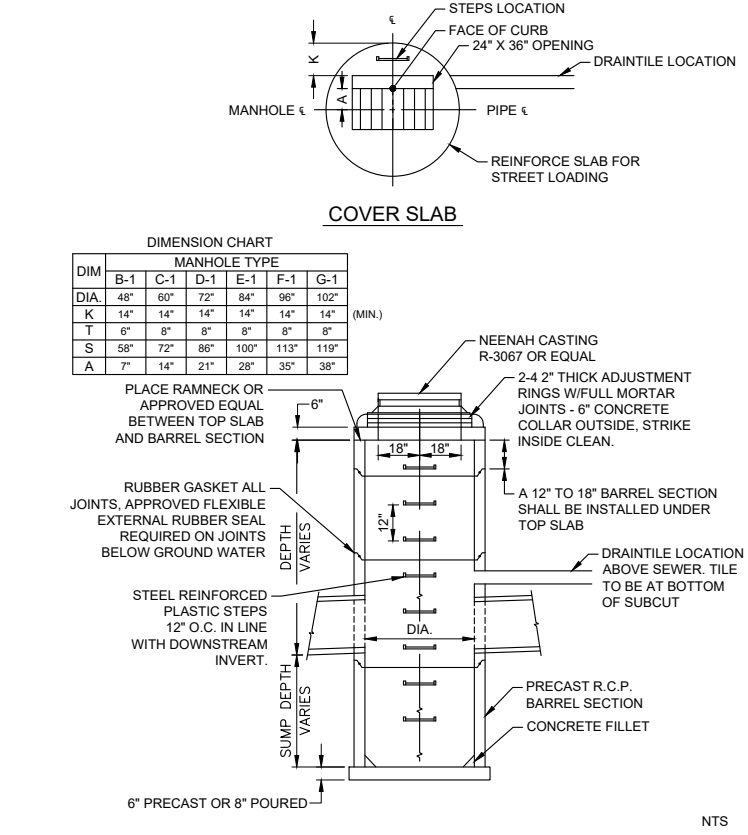 STEPS LOCATION
℄
FACE OF CURB
24" X 36" OPENING
DRAINTILE LOCATION
K
A
MANHOLE ℄
PIPE ℄
REINFORCE SLAB FOR
STREET LOADING
COVER SLAB
DIMENSION CHART
DIM MANHOLE TYPE
B-1 C-1 D-1 E-1 F-1 G-1
DIA. 48" 60" 72" 84" 96" 102"
K 14" 14" 14" 14" 14" 14" (MIN.)
T 6" 8" 8" 8" 8" 8"
S 58" 72" 86" 100" 113" 119"
A 7" 14" 21" 28" 35" 38"
NEENAH CASTING
R-3067 OR EQUAL
2-4 2" THICK ADJUSTMENT
RINGS W/FULL MORTAR
JOINTS - 6" CONCRETE
COLLAR OUTSIDE, STRIKE
INSIDE CLEAN.
PLACE RAMNECK OR
APPROVED EQUAL
BETWEEN TOP SLAB
AND BARREL SECTION
6"
18" 18"
A 12" TO 18" BARREL SECTION
SHALL BE INSTALLED UNDER
TOP SLAB
RUBBER GASKET ALL
JOINTS, APPROVED FLEXIBLE
EXTERNAL RUBBER SEAL
REQUIRED ON JOINTS
BELOW GROUND WATER
DEPTH
VARIES
12"
DRAINTILE LOCATION
ABOVE SEWER. TILE
TO BE AT BOTTOM
OF SUBCUT
STEEL REINFORCED
PLASTIC STEPS
12" O.C. IN LINE
WITH DOWNSTREAM
INVERT.
DIA.
SUMP DEPTH
VARIES
PRECAST R.C.P.
BARREL SECTION
CONCRETE FILLET
6" PRECAST OR 8" POURED
NTS